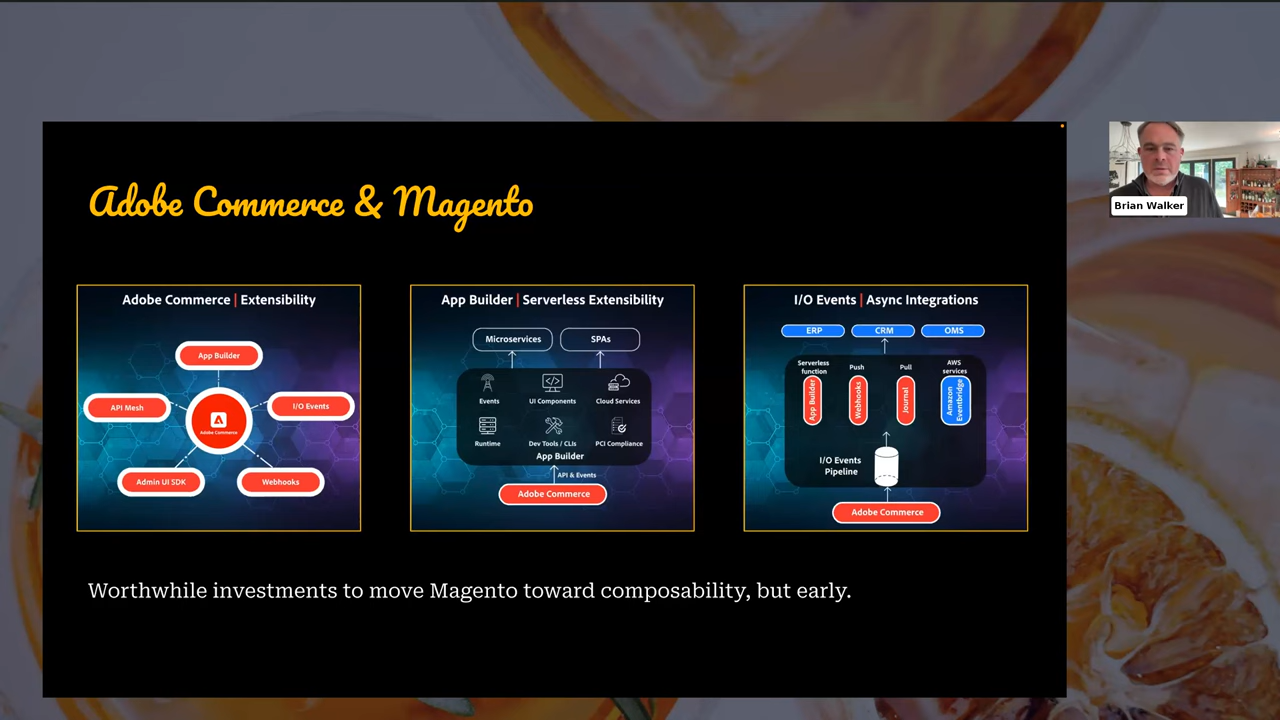 Adobe Commerce & Magento
Adobe Commerce | Extensibility
App Builder
API Mesh
I/O Events
Adobe Commerce
Admin UI SDK
Webhooks
App Builder | Serverless Extensibility
Microservices
SPAs
Events
UI Components
Cloud Services
Runtime
Dev Tools / CLIs
PCI Compliance
App Builder
API & Events
Adobe Commerce
I/O Events | Async Integrations
ERP
CRM
OMS
Serverless
function
Push
Pull
AWS
services
App Builder
Webhooks
Journal
Amazon
Eventbridge
I/O Events
Pipeline
Adobe Commerce
Worthwhile investments to move Magento toward composability, but early.
Brian Walker